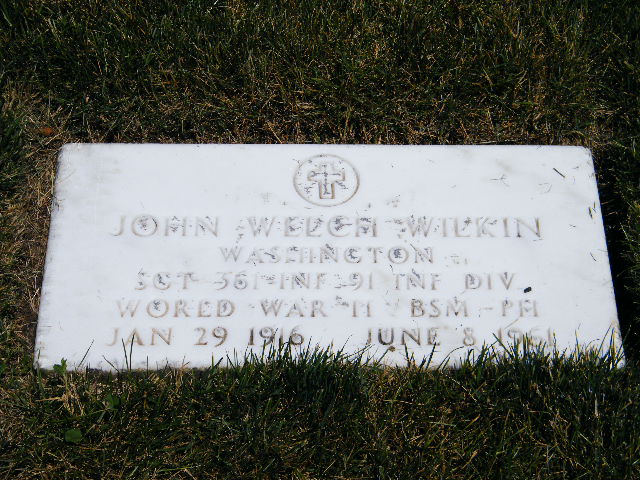 JOHN WELCH WILKIN
WASHINGTON
SGT 361 INF 91 INF DIV
WORLD WAR II BSM - PH
JAN 29 1916 JUNE 8 1961